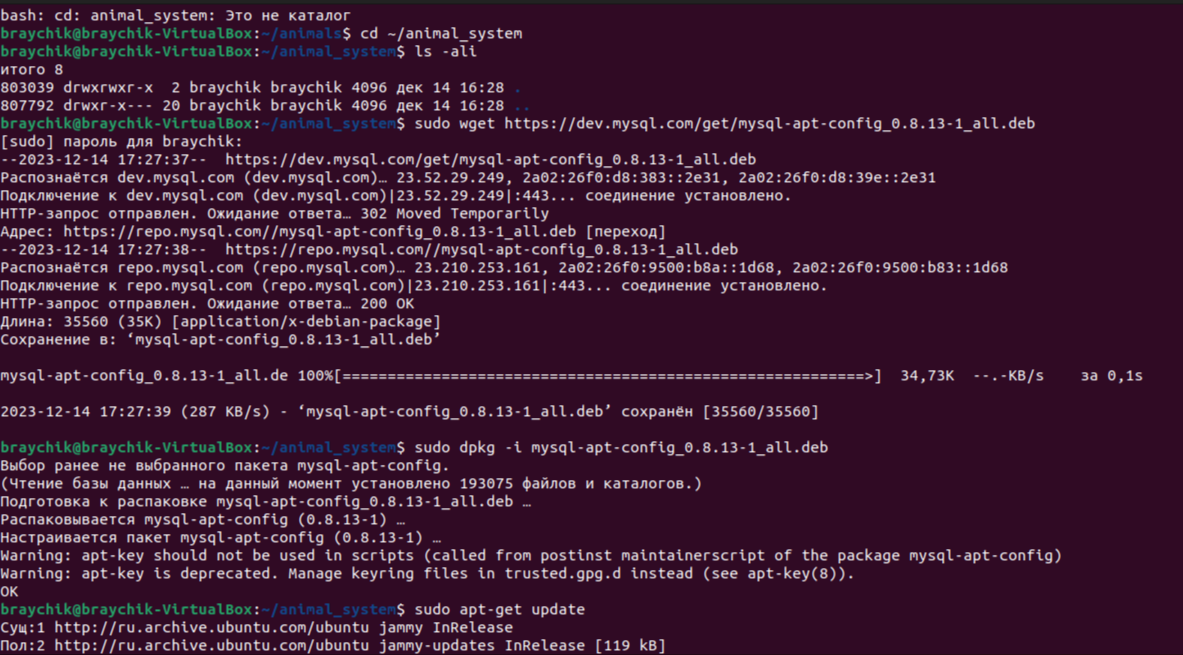 bash: cd: animal_system: Это не каталог
braychik@braychik-VirtualBox:~/animals$ cd ~/animal_system
braychik@braychik-VirtualBox:~/animal_system$ ls -ali
итого 8
803039 drwxrwxr-x  2 braychik braychik 4096 дек 14 16:28 .
807792 drwxr-x--- 20 braychik braychik 4096 дек 14 16:28 ..
braychik@braychik-VirtualBox:~/animal_system$ sudo wget https://dev.mysql.com/get/mysql-apt-config_0.8.13-1_all.deb
[sudo] пароль для braychik:
--2023-12-14 17:27:37--  https://dev.mysql.com/get/mysql-apt-config_0.8.13-1_all.deb
Распознаётся dev.mysql.com (dev.mysql.com)… 23.52.29.249, 2a02:26f0:d8:383::2e31, 2a02:26f0:d8:39e::2e31
Подключение к dev.mysql.com (dev.mysql.com)|23.52.29.249|:443... соединение установлено.
HTTP-запрос отправлен. Ожидание ответа… 302 Moved Temporarily
Адрес: https://repo.mysql.com//mysql-apt-config_0.8.13-1_all.deb [переход]
--2023-12-14 17:27:38--  https://repo.mysql.com//mysql-apt-config_0.8.13-1_all.deb
Распознаётся repo.mysql.com (repo.mysql.com)… 23.210.253.161, 2a02:26f0:9500:b8a::1d68, 2a02:26f0:9500:b83::1d68
Подключение к repo.mysql.com (repo.mysql.com)|23.210.253.161|:443... соединение установлено.
HTTP-запрос отправлен. Ожидание ответа… 200 OK
Длина: 35560 (35K) [application/x-debian-package]
Сохранение в: ‘mysql-apt-config_0.8.13-1_all.deb’
mysql-apt-config_0.8.13-1_all.de 100%[==========================================================>]  34,73K  --.-KB/s    за 0,1s
2023-12-14 17:27:39 (287 KB/s) - ‘mysql-apt-config_0.8.13-1_all.deb’ сохранён [35560/35560]
braychik@braychik-VirtualBox:~/animal_system$ sudo dpkg -i mysql-apt-config_0.8.13-1_all.deb
Выбор ранее не выбранного пакета mysql-apt-config.
(Чтение базы данных … на данный момент установлено 193075 файлов и каталогов.)
Подготовка к распаковке mysql-apt-config_0.8.13-1_all.deb …
Распаковывается mysql-apt-config (0.8.13-1) …
Настраивается пакет mysql-apt-config (0.8.13-1) …
Warning: apt-key should not be used in scripts (called from postinst maintainerscript of the package mysql-apt-config)
Warning: apt-key is deprecated. Manage keyring files in trusted.gpg.d instead (see apt-key(8)).
OK
braychik@braychik-VirtualBox:~/animal_system$ sudo apt-get update
Сущ:1 http://ru.archive.ubuntu.com/ubuntu jammy InRelease
Пол:2 http://ru.archive.ubuntu.com/ubuntu jammy-updates InRelease [119 kB]